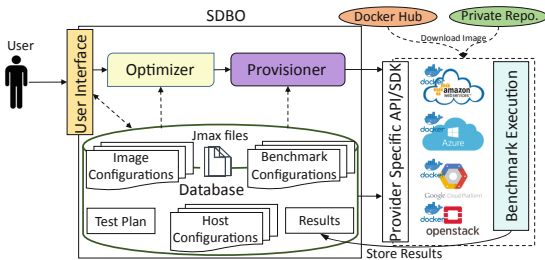 SDBO
Docker Hub
Private Repo.
Download Image
User
User Interface
Optimizer
Provisioner
Provider Specific API/SDK
Benchmark Execution
docker
amazon
webservices
docker
Azure
docker
Google Cloud Platform
docker
openstack
Jmax files
Image
Configurations
Database
Benchmark
Configurations
Test Plan
Host
Configurations
Results
Store Results